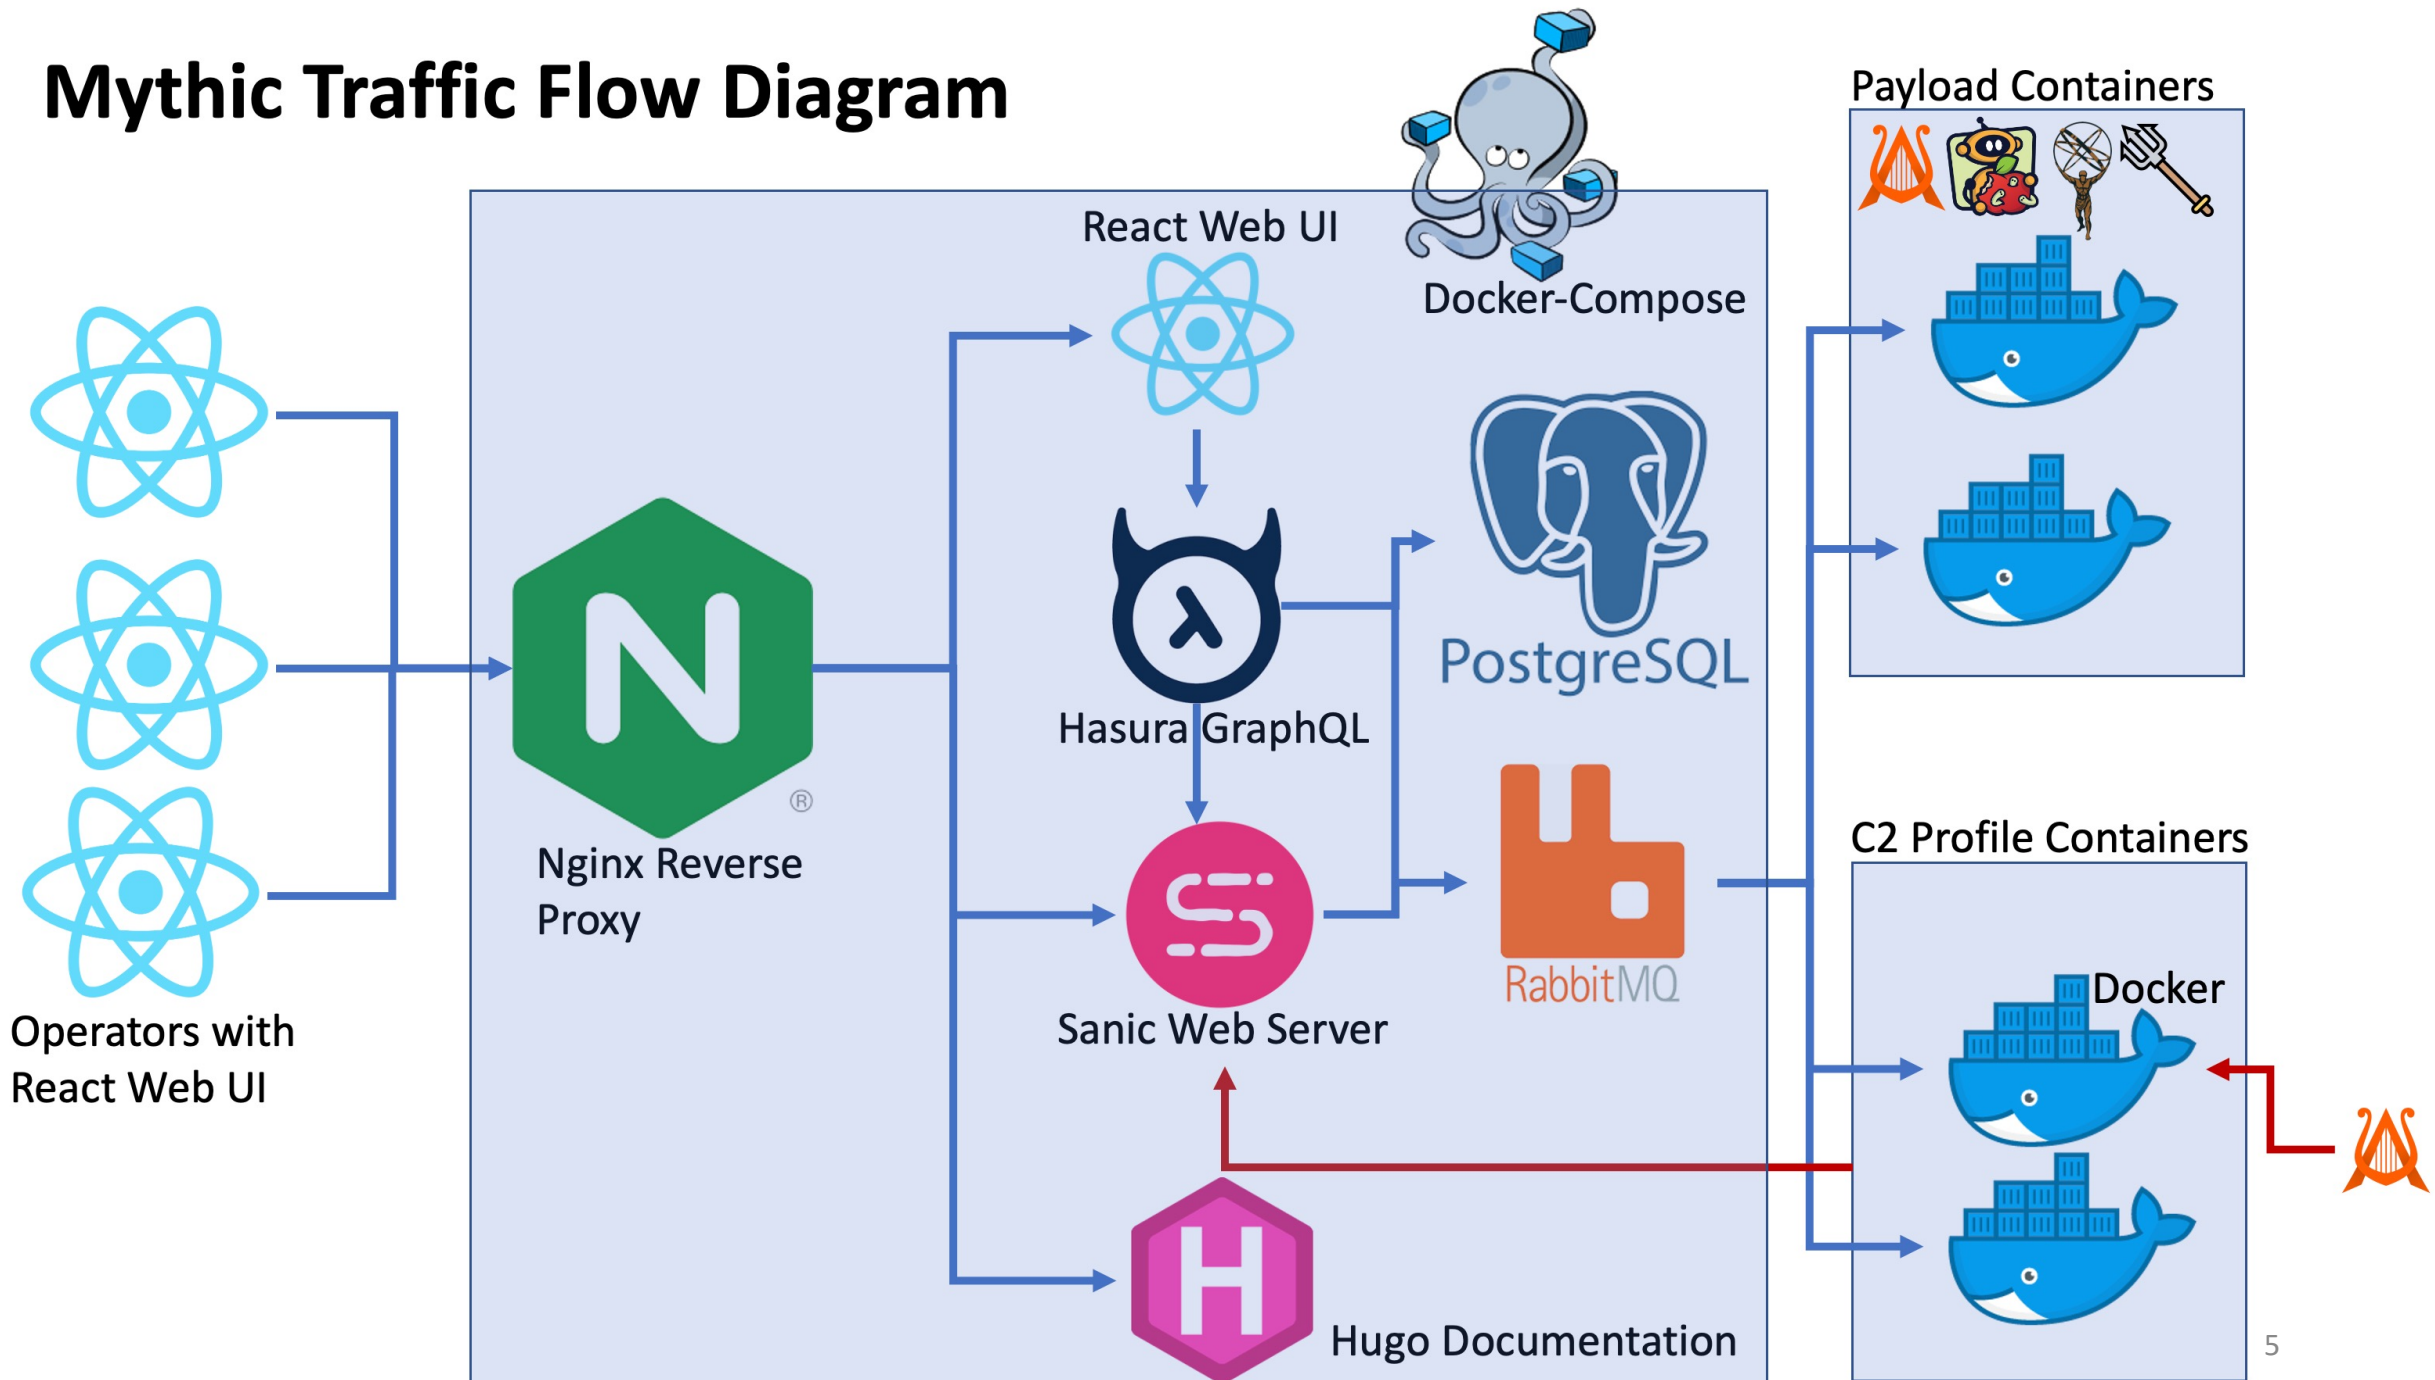 Mythic Traffic Flow Diagram
Payload Containers
React Web UI
Docker-Compose
PostgreSQL
Hasura GraphQL
N
®
Nginx Reverse
Proxy
C2 Profile Containers
RabbitMQ
Docker
Sanic Web Server
Operators with
React Web UI
H
Hugo Documentation
5